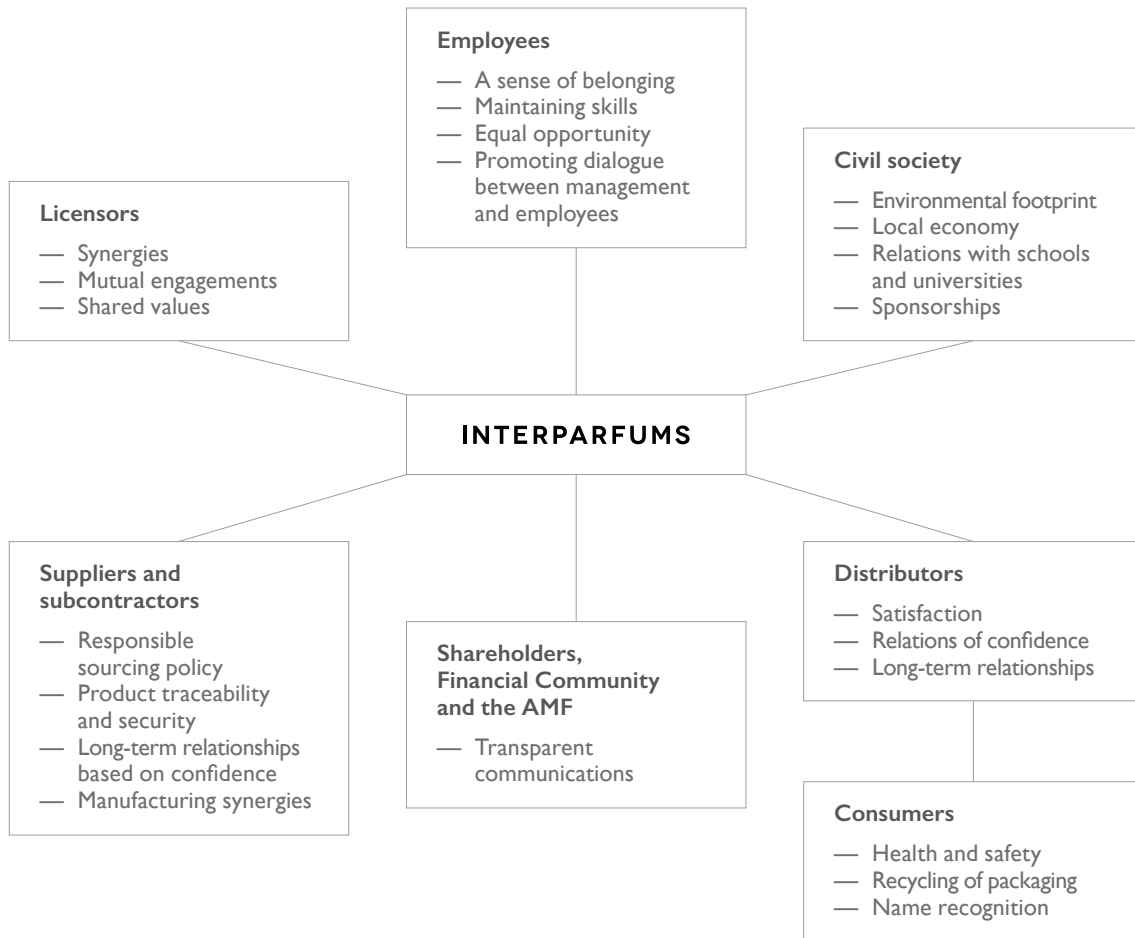 Employees
— A sense of belonging
— Maintaining skills
— Equal opportunity
— Promoting dialogue
between management
and employees
Licensors
— Synergies
— Mutual engagements
— Shared values
Civil society
— Environmental footprint
— Local economy
— Relations with schools
and universities
— Sponsorships
INTERPARFUMS
Suppliers and
subcontractors
— Responsible
sourcing policy
— Product traceability
and security
— Long-term relationships
based on confidence
— Manufacturing synergies
Shareholders,
Financial Community
and the AMF
— Transparent
communications
Distributors
— Satisfaction
— Relations of confidence
— Long-term relationships
Consumers
— Health and safety
— Recycling of packaging
— Name recognition